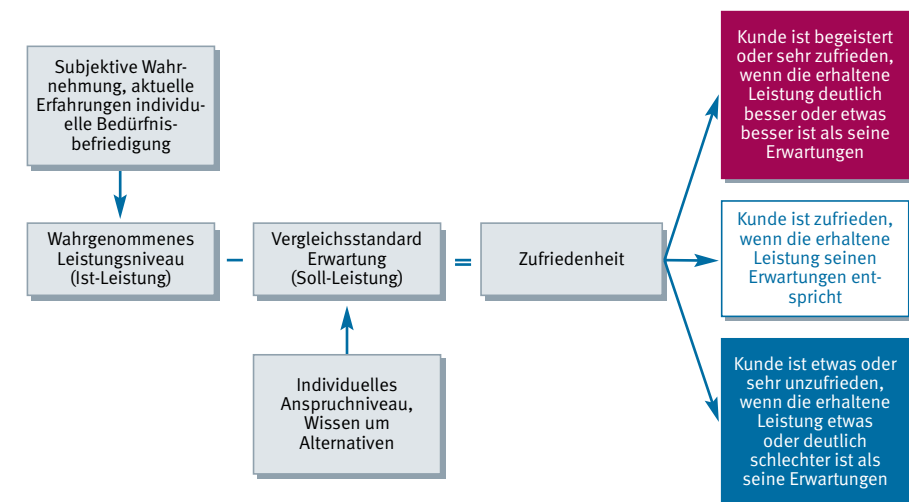 Subjektive Wahr-
nehmung, aktuelle
Erfahrungen individu-
elle Bedürfnis-
befriedigung
Wahrgenommenes
Leistungsniveau
(Ist-Leistung)
–
Vergleichsstandard
Erwartung
(Soll-Leistung)
=
Zufriedenheit
Individuelles
Anspruchniveau,
Wissen um
Alternativen
Kunde ist begeistert
oder sehr zufrieden,
wenn die erhaltene
Leistung deutlich
besser oder etwas
besser ist als seine
Erwartungen
Kunde ist zufrieden,
wenn die erhaltene
Leistung seinen
Erwartungen ent-
spricht
Kunde ist etwas oder
sehr unzufrieden,
wenn die erhaltene
Leistung etwas
oder deutlich
schlechter ist als
seine Erwartungen